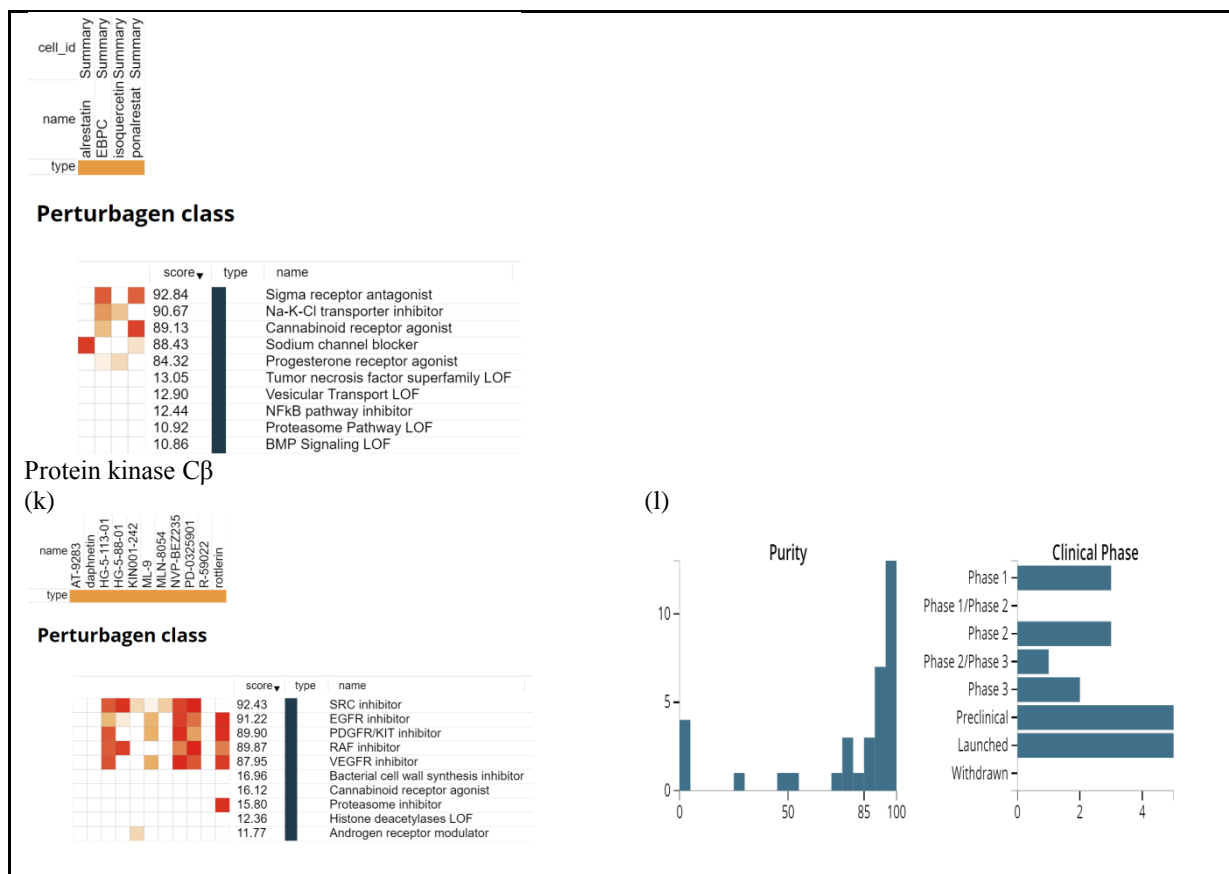 cell_id Summary Summary Summary Summary
name alrestatin EBPC isoquercetin ponalrestat
type
Perturbagen class
score▼ type name
92.84 Sigma receptor antagonist
90.67 Na-K-Cl transporter inhibitor
89.13 Cannabinoid receptor agonist
88.43 Sodium channel blocker
84.32 Progesterone receptor agonist
13.05 Tumor necrosis factor superfamily LOF
12.90 Vesicular Transport LOF
12.44 NFkB pathway inhibitor
10.92 Proteasome Pathway LOF
10.86 BMP Signaling LOF
Protein kinase Cβ
(k)
name AT-9283 daphnetin HG-5-113-01 HG-5-88-01 KIN001-242 ML-9 MLN-8054 NVP-BEZ235 PD-0325901 R-59022 rottlerin
type
Perturbagen class
score▼ type name
92.43 SRC inhibitor
91.22 EGFR inhibitor
89.90 PDGFR/KIT inhibitor
89.87 RAF inhibitor
87.95 VEGFR inhibitor
16.96 Bacterial cell wall synthesis inhibitor
16.12 Cannabinoid receptor agonist
15.80 Proteasome inhibitor
12.36 Histone deacetylases LOF
11.77 Androgen receptor modulator
(l)
Purity
10
5
0
0 50 85 100
Clinical Phase
Phase 1
Phase 1/Phase 2
Phase 2
Phase 2/Phase 3
Phase 3
Preclinical
Launched
Withdrawn
0 2 4